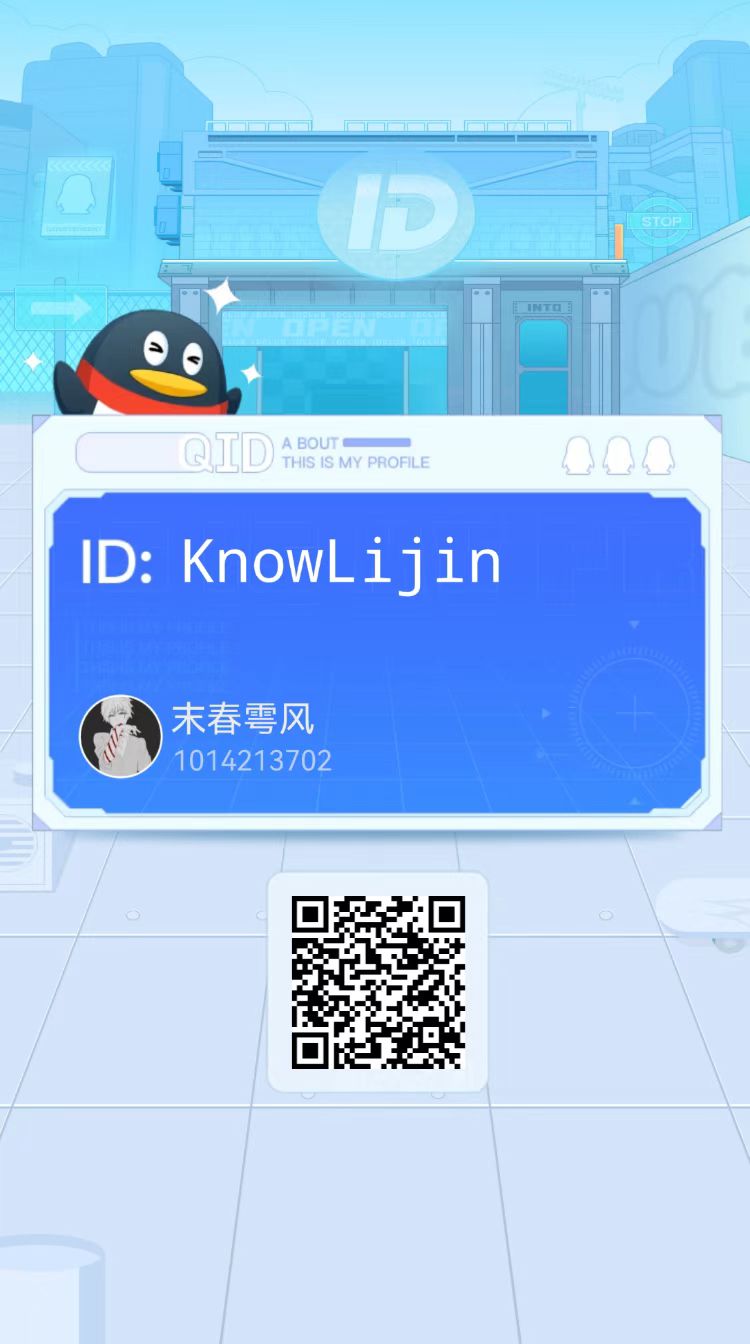 ID
STOP
INTO
OPEN
QID
A BOUT
THIS IS MY PROFILE
ID: KnowLijin
末春雩风
1014213702